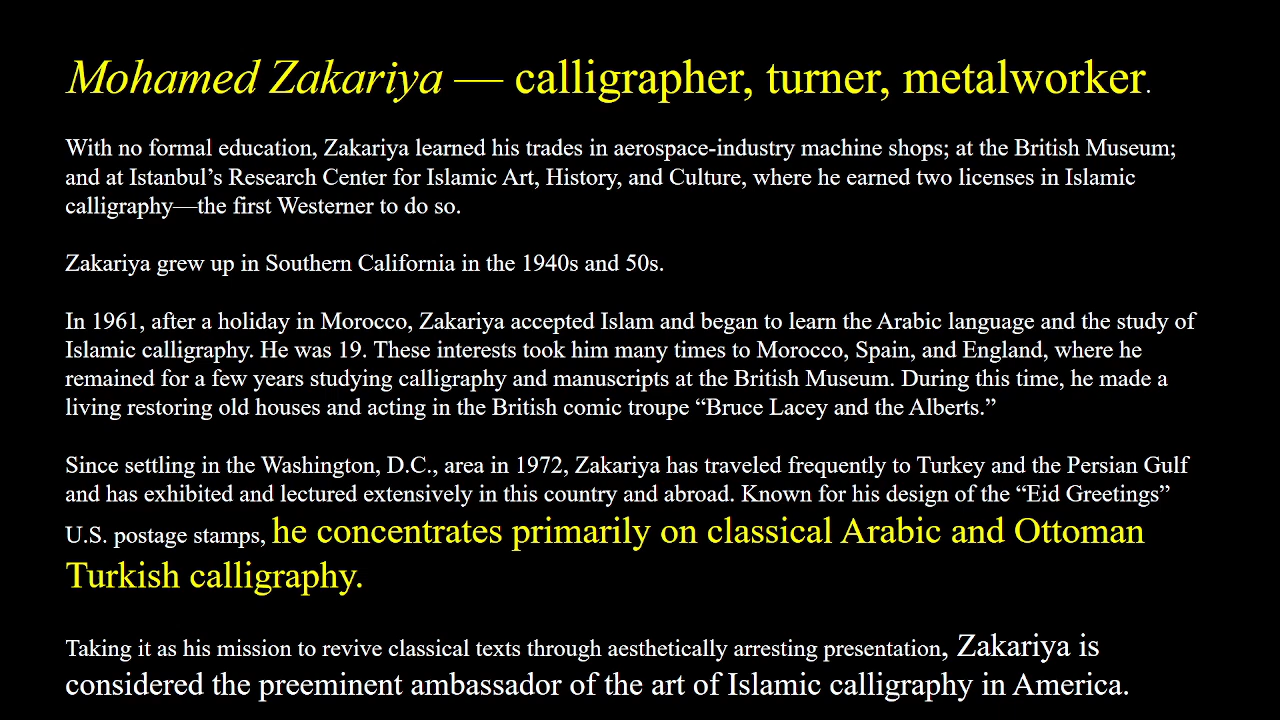 Mohamed Zakariya — calligrapher, turner, metalworker.
With no formal education, Zakariya learned his trades in aerospace-industry machine shops; at the British Museum;
and at Istanbul’s Research Center for Islamic Art, History, and Culture, where he earned two licenses in Islamic
calligraphy—the first Westerner to do so.
Zakariya grew up in Southern California in the 1940s and 50s.
In 1961, after a holiday in Morocco, Zakariya accepted Islam and began to learn the Arabic language and the study of
Islamic calligraphy. He was 19. These interests took him many times to Morocco, Spain, and England, where he
remained for a few years studying calligraphy and manuscripts at the British Museum. During this time, he made a
living restoring old houses and acting in the British comic troupe “Bruce Lacey and the Alberts.”
Since settling in the Washington, D.C., area in 1972, Zakariya has traveled frequently to Turkey and the Persian Gulf
and has exhibited and lectured extensively in this country and abroad. Known for his design of the “Eid Greetings”
U.S. postage stamps, he concentrates primarily on classical Arabic and Ottoman
Turkish calligraphy.
Taking it as his mission to revive classical texts through aesthetically arresting presentation, Zakariya is
considered the preeminent ambassador of the art of Islamic calligraphy in America.